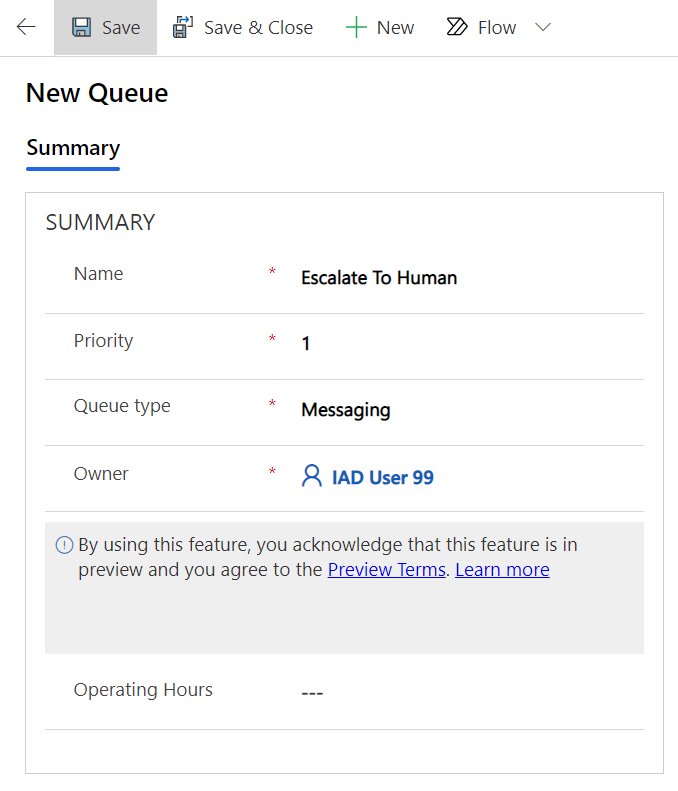 Save Save & Close New Flow
New Queue
Summary
SUMMARY
Name * Escalate To Human
Priority * 1
Queue type * Messaging
Owner * IAD User 99
By using this feature, you acknowledge that this feature is in
preview and you agree to the Preview Terms. Learn more
Operating Hours ---